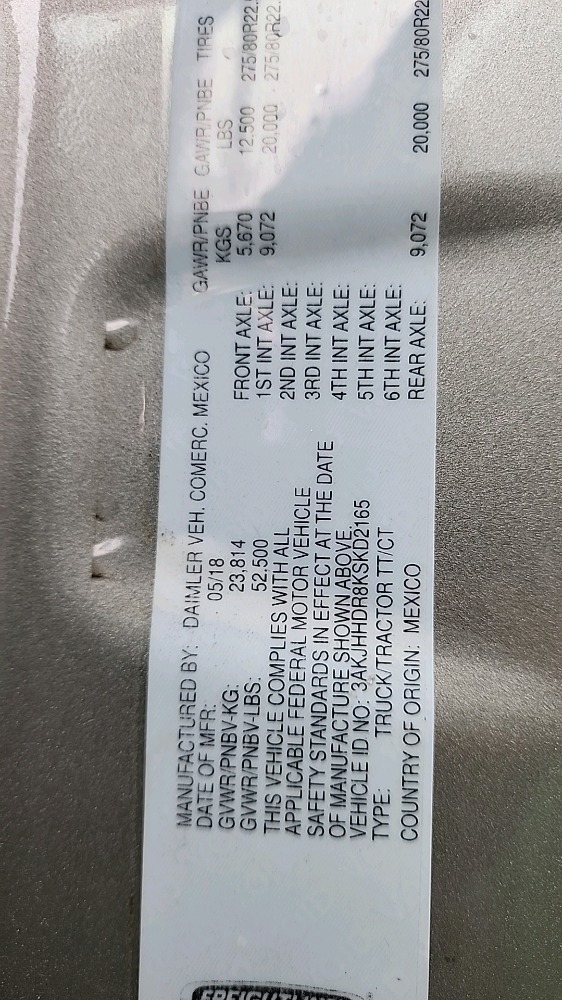 MANUFACTURED BY: DAIMLER VEH. COMERC. MEXICO
DATE OF MFR: 05/18
GVWR/PNBV-KG: 23,814
GVWR/PNBV-LBS: 52,500
THIS VEHICLE COMPLIES WITH ALL
APPLICABLE FEDERAL MOTOR VEHICLE
SAFETY STANDARDS IN EFFECT AT THE DATE
OF MANUFACTURE SHOWN ABOVE.
VEHICLE ID NO: 3AKJHHDR8KSKD2165
TYPE: TRUCK/TRACTOR TT/CT
COUNTRY OF ORIGIN: MEXICO
GAWR/PNBE GAWR/PNBE TIRES
KGS LBS
FRONT AXLE: 5,670 12,500 275/80R22.
1ST INT AXLE: 9,072 20,000 275/80R22.
2ND INT AXLE:
3RD INT AXLE:
4TH INT AXLE:
5TH INT AXLE:
6TH INT AXLE:
REAR AXLE: 9,072 20,000 275/80R22